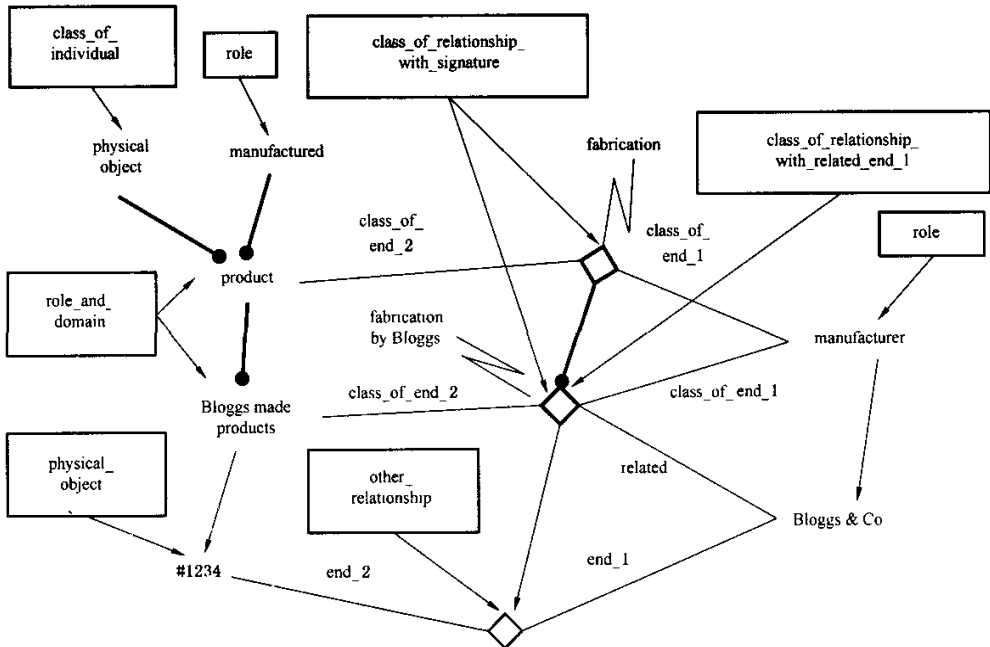 class_of_
individual
role
class_of_relationship_
with_signature
physical
object
manufactured
fabrication
class_of_relationship_
with_related_end_1
class_of_
end_2
class_of_
end_1
role
product
role_and_
domain
fabrication
by Bloggs
manufacturer
class_of_end_2
class_of_end_1
Bloggs made
products
physical_
object
other_
relationship
related
Bloggs & Co
#1234
end_2
end_1